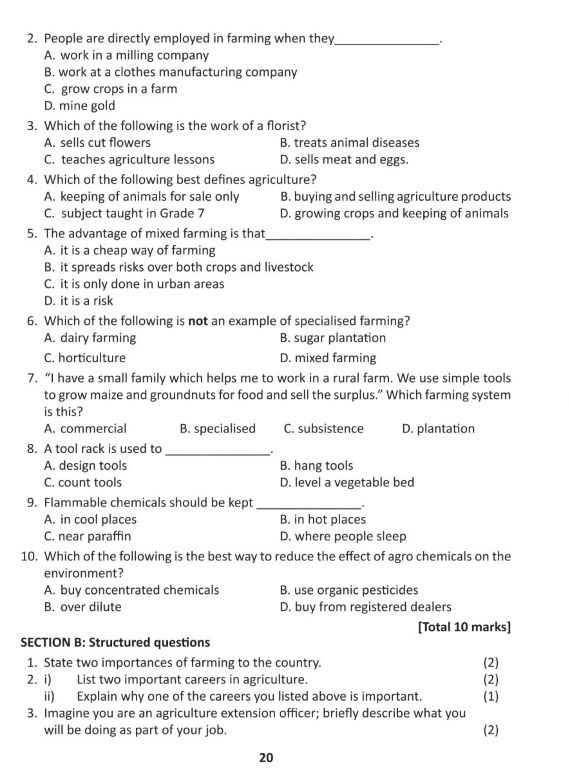 2. People are directly employed in farming when they________________.
A. work in a milling company
B. work at a clothes manufacturing company
C. grow crops in a farm
D. mine gold
3. Which of the following is the work of a florist?
A. sells cut flowers B. treats animal diseases
C. teaches agriculture lessons D. sells meat and eggs.
4. Which of the following best defines agriculture?
A. keeping of animals for sale only B. buying and selling agriculture products
C. subject taught in Grade 7 D. growing crops and keeping of animals
5. The advantage of mixed farming is that________________.
A. it is a cheap way of farming
B. it spreads risks over both crops and livestock
C. it is only done in urban areas
D. it is a risk
6. Which of the following is not an example of specialised farming?
A. dairy farming B. sugar plantation
C. horticulture D. mixed farming
7. “I have a small family which helps me to work in a rural farm. We use simple tools
to grow maize and groundnuts for food and sell the surplus.” Which farming system
is this?
A. commercial B. specialised C. subsistence D. plantation
8. A tool rack is used to ________________.
A. design tools B. hang tools
C. count tools D. level a vegetable bed
9. Flammable chemicals should be kept ________________.
A. in cool places B. in hot places
C. near paraffin D. where people sleep
10. Which of the following is the best way to reduce the effect of agro chemicals on the
environment?
A. buy concentrated chemicals B. use organic pesticides
B. over dilute D. buy from registered dealers
[Total 10 marks]
SECTION B: Structured questions
1. State two importances of farming to the country. (2)
2. i) List two important careers in agriculture. (2)
ii) Explain why one of the careers you listed above is important. (1)
3. Imagine you are an agriculture extension officer; briefly describe what you
will be doing as part of your job. (2)
20